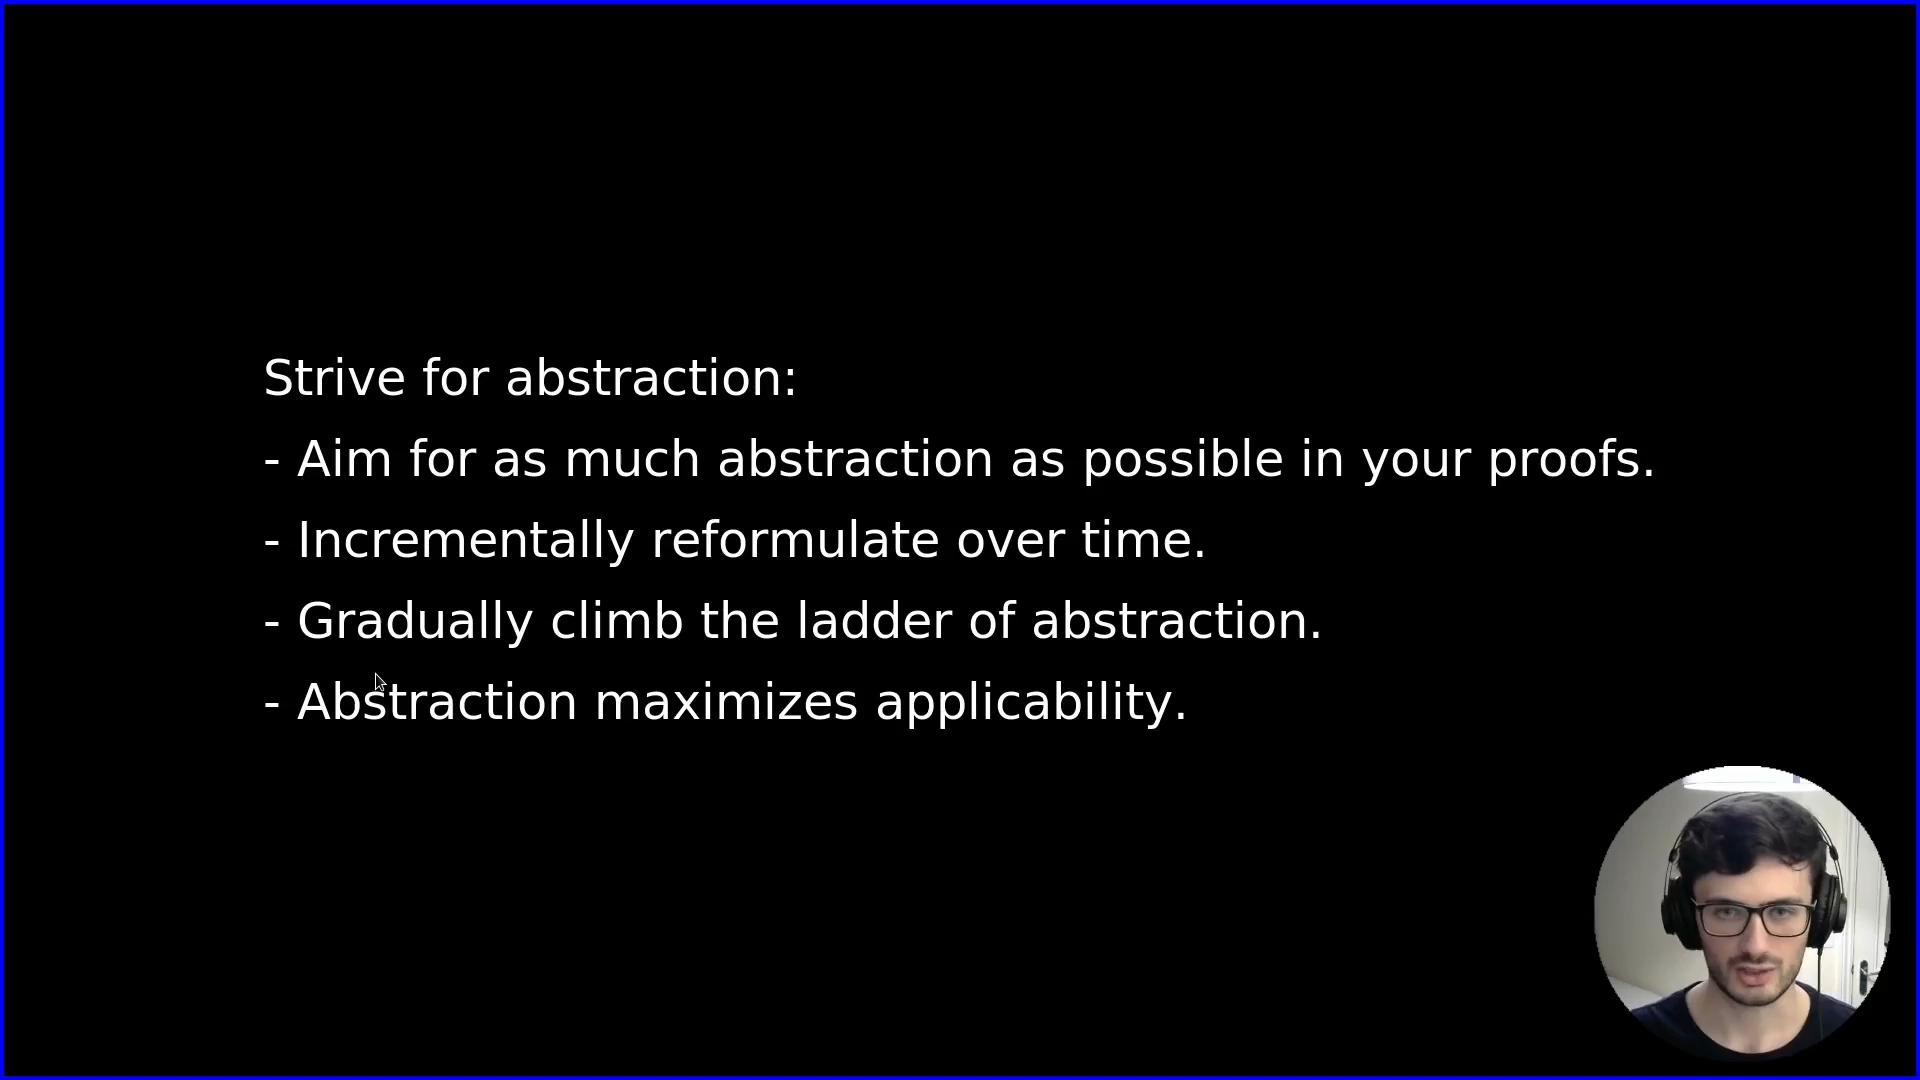 Strive for abstraction:
- Aim for as much abstraction as possible in your proofs.
- Incrementally reformulate over time.
- Gradually climb the ladder of abstraction.
- Abstraction maximizes applicability.